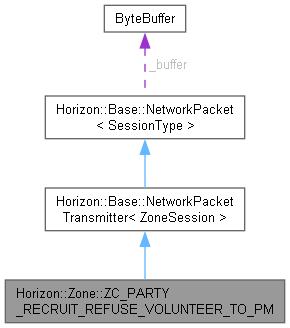 ByteBuffer
_buffer
Horizon::Base::NetworkPacket
< SessionType >
Horizon::Base::NetworkPacket
Transmitter< ZoneSession >
Horizon::Zone::ZC_PARTY
_RECRUIT_REFUSE_VOLUNTEER_TO_PM